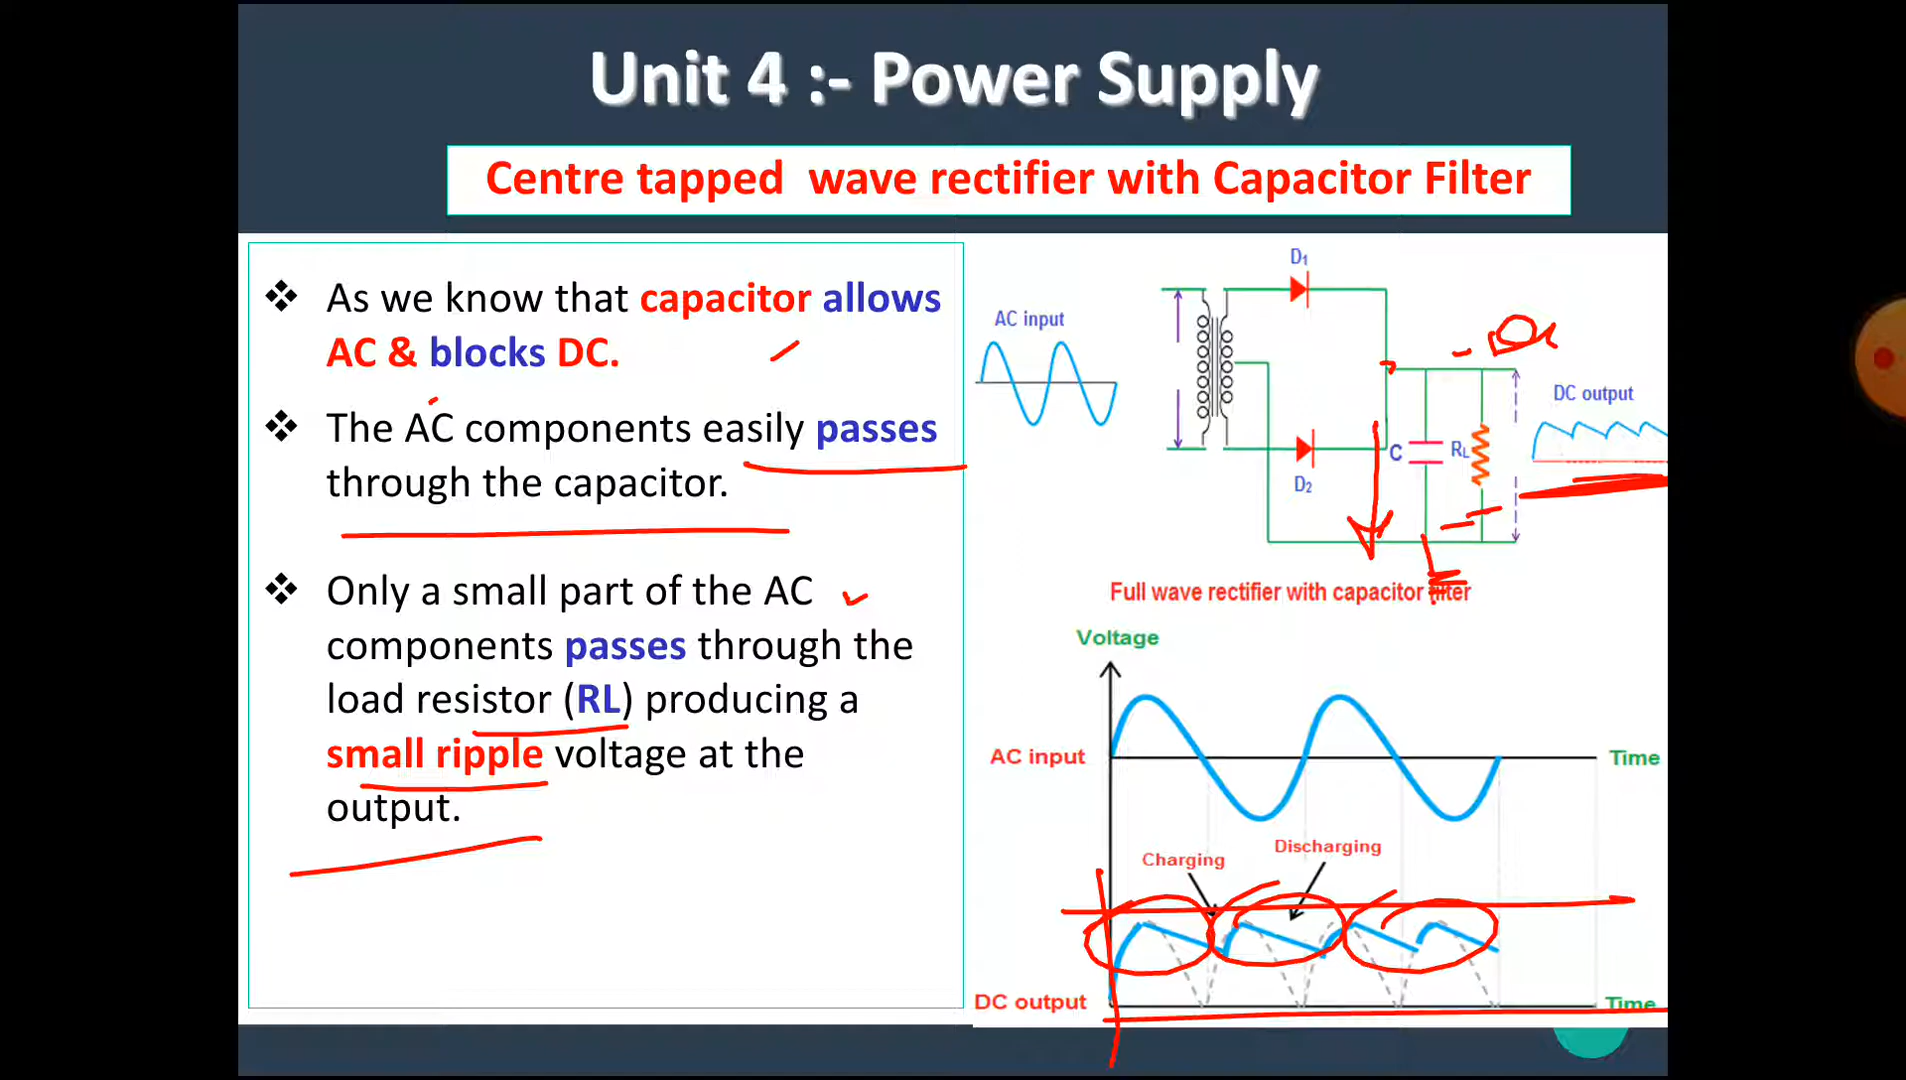 Unit 4 :- Power Supply
Centre tapped wave rectifier with Capacitor Filter
❖ As we know that capacitor allows
AC & blocks DC.
❖ The AC components easily passes
through the capacitor.
❖ Only a small part of the AC
components passes through the
load resistor (RL) producing a
small ripple voltage at the
output.
AC input
D1
D2
C
RL
DC output
Full wave rectifier with capacitor filter
Voltage
AC input
Time
Charging
Discharging
DC output
Time